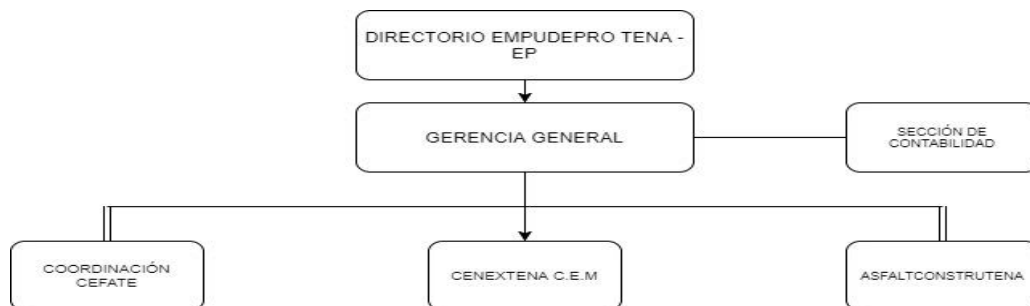 DIRECTORIO EMPUDEPRO TENA -
EP
GERENCIA GENERAL
SECCIÓN DE
CONTABILIDAD
COORDINACIÓN
CEFATE
CENEXTENA C.E.M
ASFALTCONSTRUTENA